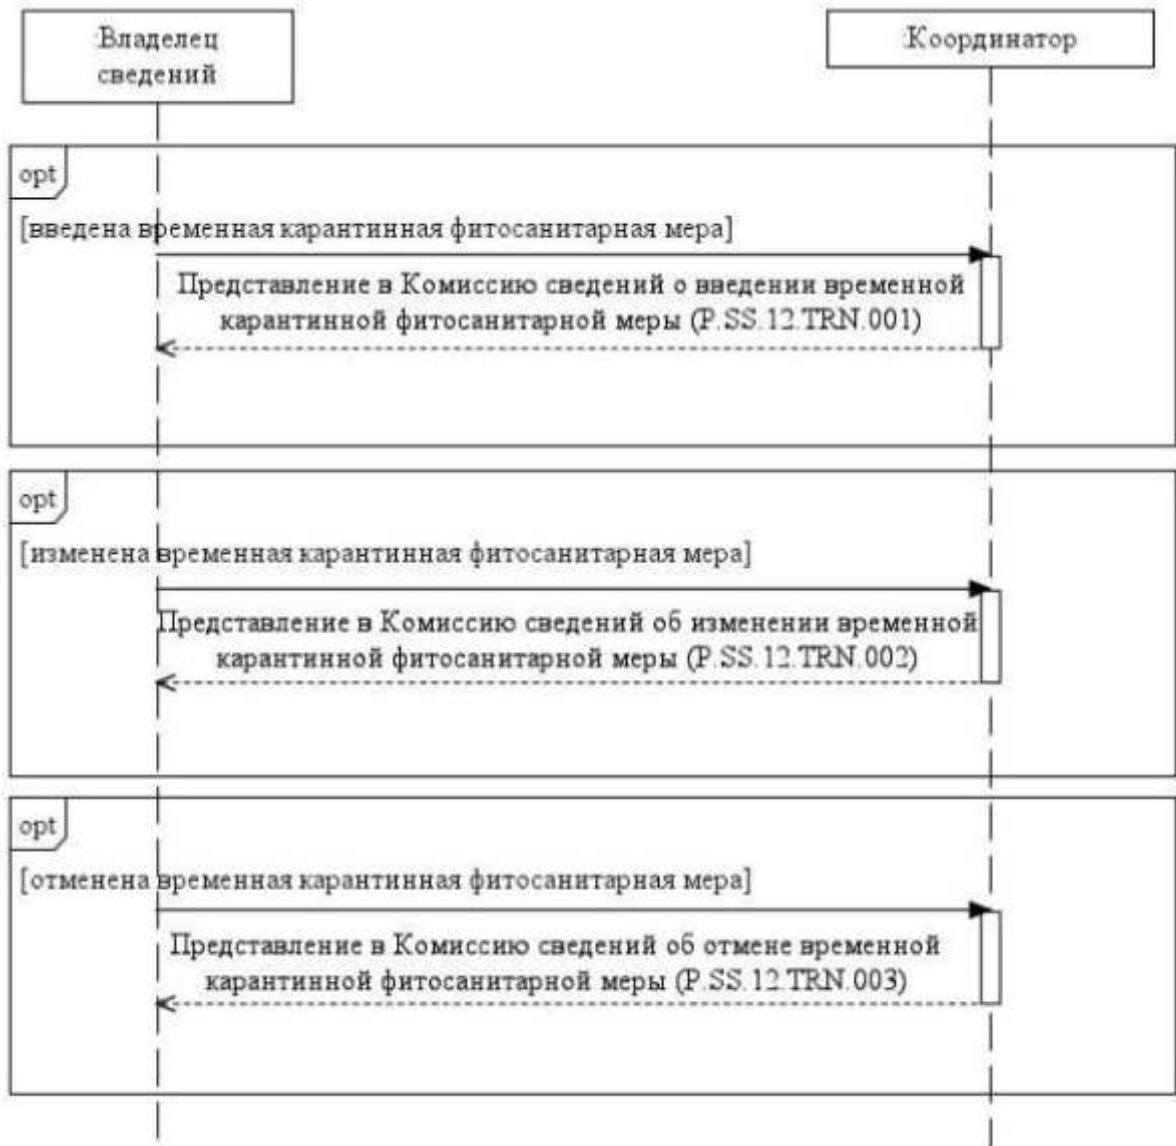 :Владелец
сведений
:Координатор
opt
[введена временная карантинная фитосанитарная мера]
Представление в Комиссию сведений о введении временной
карантинной фитосанитарной меры (P.SS.12.TRN.001)
opt
[изменена временная карантинная фитосанитарная мера]
Представление в Комиссию сведений об изменении временной
карантинной фитосанитарной меры (P.SS.12.TRN.002)
opt
[отменена временная карантинная фитосанитарная мера]
Представление в Комиссию сведений об отмене временной
карантинной фитосанитарной меры (P.SS.12.TRN.003)